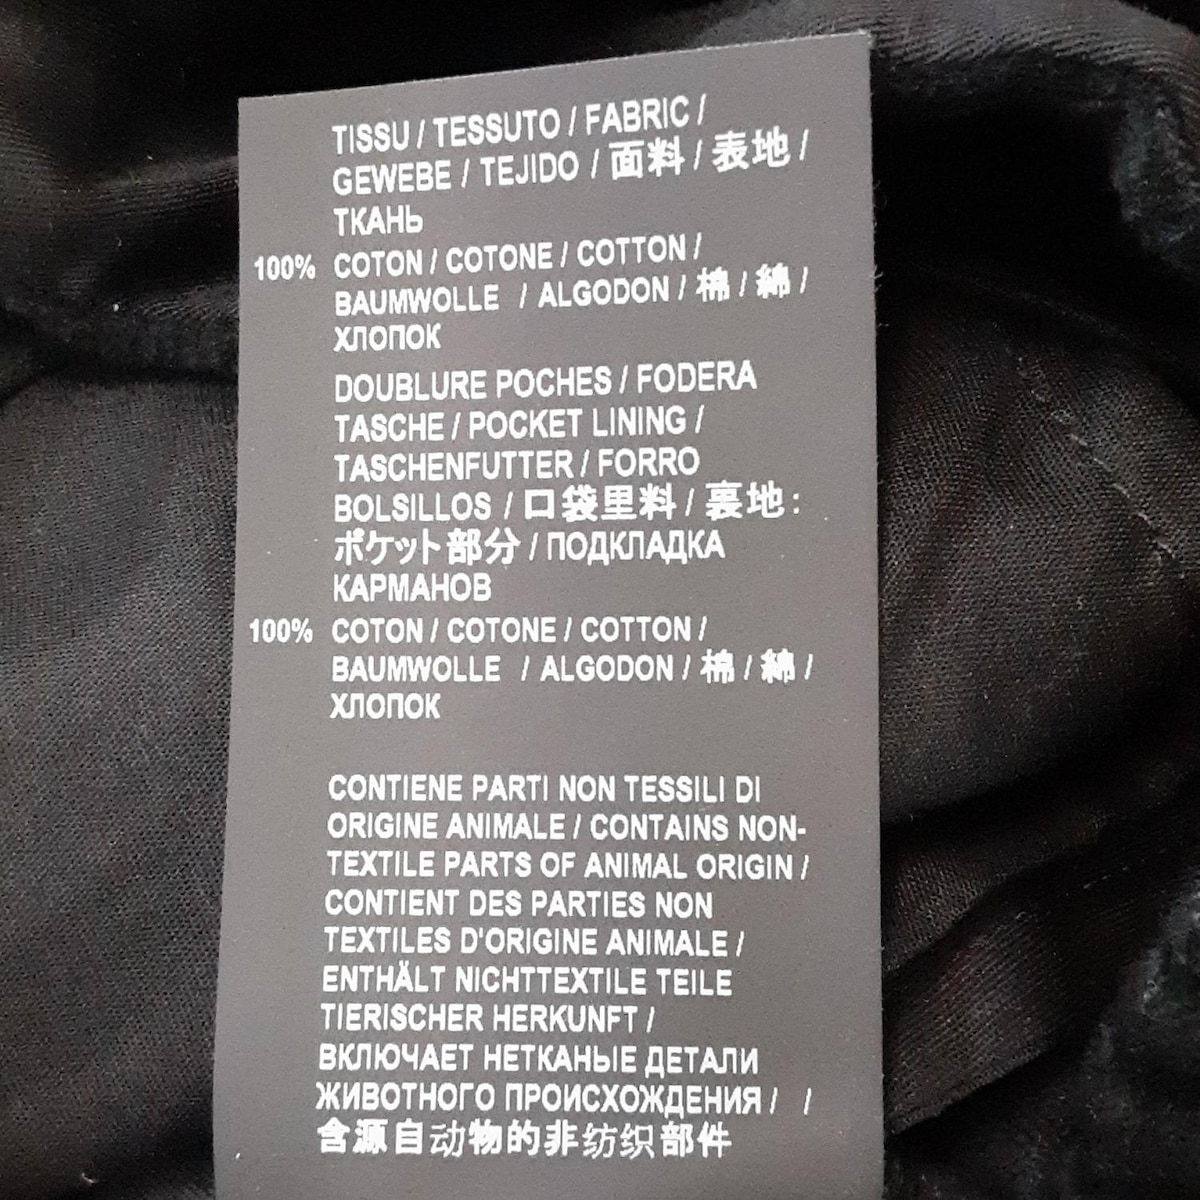 TISSU / TESSUTO / FABRIC /
GEWEBE / TEJIDO / 面料 / 表地 /
ТКАНЬ
100% COTON / COTONE / COTTON /
BAUMWOLLE / ALGODON / 棉 / 綿 /
ХЛОПОК
DOUBLURE POCHES / FODERA
TASCHE / POCKET LINING /
TASCHENFUTTER / FORRO
BOLSILLOS / 口袋里料 / 裏地 :
ポケット部分 / ПОДКЛАДКА
КАРМАНОВ
100% COTON / COTONE / COTTON /
BAUMWOLLE / ALGODON / 棉 / 綿 /
ХЛОПОК
CONTIENE PARTI NON TESSILI DI
ORIGINE ANIMALE / CONTAINS NON-
TEXTILE PARTS OF ANIMAL ORIGIN /
CONTIENT DES PARTIES NON
TEXTILES D'ORIGINE ANIMALE /
ENTHÄLT NICHTTEXTILE TEILE
TIERISCHER HERKUNFT /
ВКЛЮЧАЕТ НЕТКАНЫЕ ДЕТАЛИ
ЖИВОТНОГО ПРОИСХОЖДЕНИЯ / /
含源自动物的非纺织部件